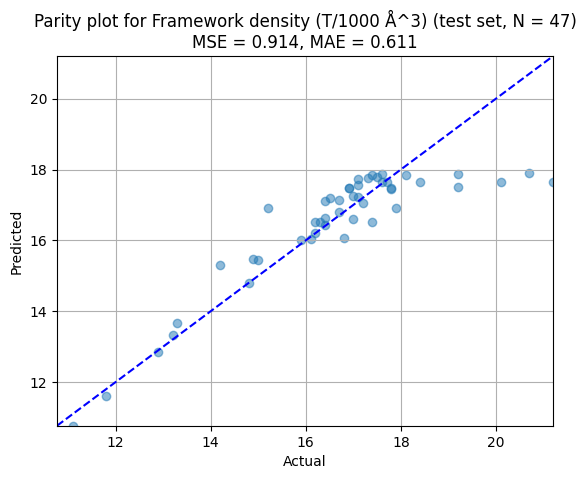 Parity plot for Framework density (T/1000 Å^3) (test set, N = 47)
MSE = 0.914, MAE = 0.611
20
18
16
14
12
Predicted
12
14
16
18
20
Actual